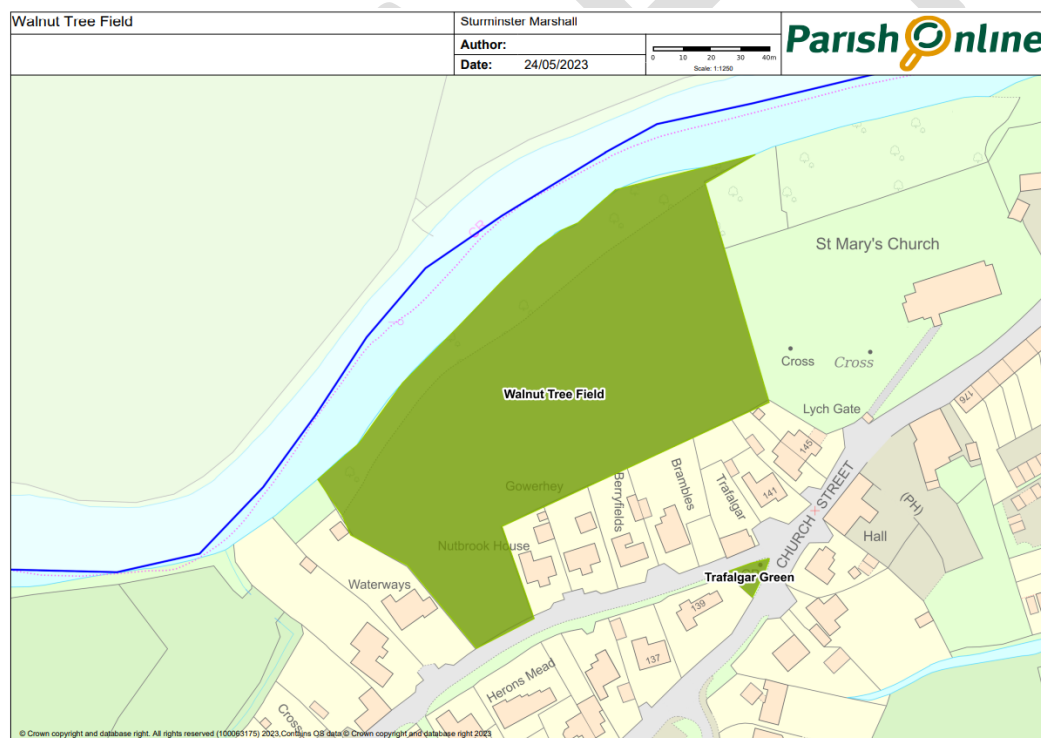 Walnut Tree Field
Sturminster Marshall
Author:
Date: 24/05/2023
0 10 20 30 40m
Scale: 1:1250
Parish Online
St Mary's Church
Cross
Cross
Walnut Tree Field
Lych Gate
176
145
Gowerhey
Berryfields
Brambles
Trafalgar
141
CHURCH STREET
(PH)
Hall
Nutbrook House
Trafalgar Green
Waterways
139
137
Herons Mead
Cross
© Crown copyright and database right. All rights reserved (100063175) 2023,Contains OS data © Crown copyright and database right 2023